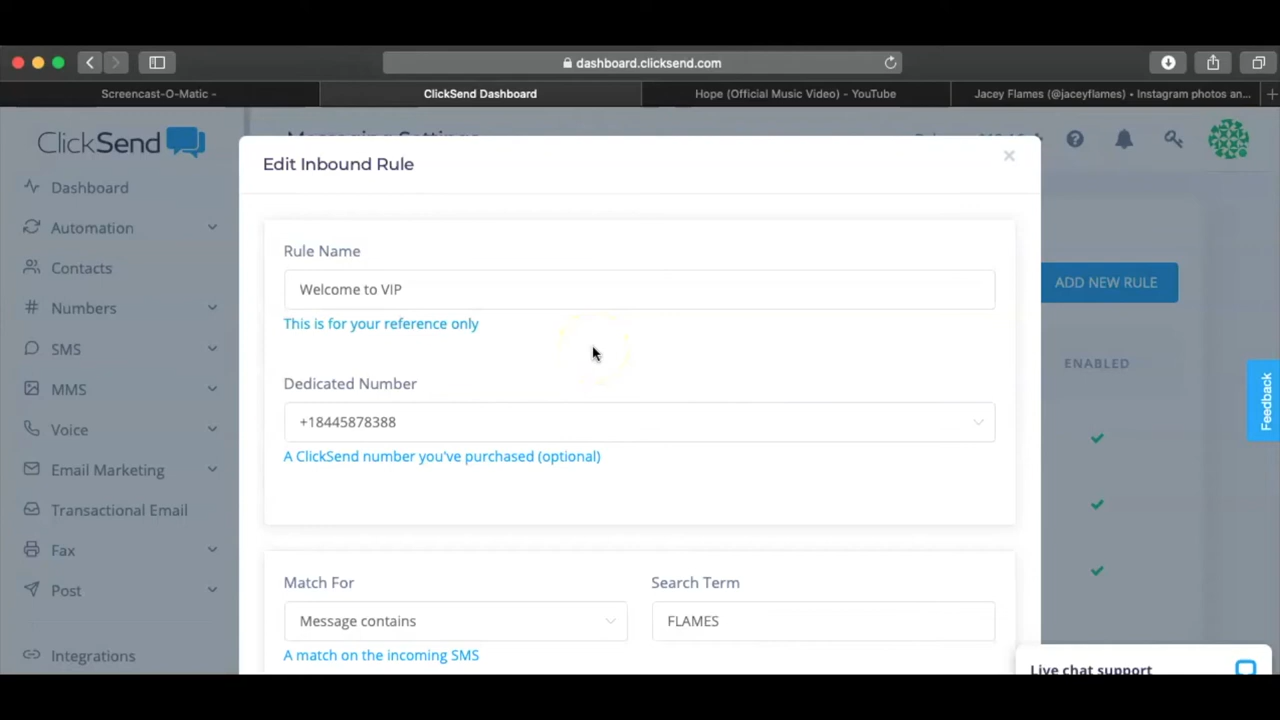 dashboard.clicksend.com
Screencast-O-Matic -
ClickSend Dashboard
Hope (Official Music Video) - YouTube
Jacey Flames (@jaceyflames) • Instagram photos an...
ClickSend
Messaging Settings
Edit Inbound Rule
Dashboard
Automation
Contacts
Numbers
SMS
MMS
Voice
Email Marketing
Transactional Email
Fax
Post
Integrations
Rule Name
Welcome to VIP
This is for your reference only
Dedicated Number
+18445878388
A ClickSend number you've purchased (optional)
Match For
Search Term
Message contains
FLAMES
A match on the incoming SMS
ADD NEW RULE
ENABLED
Feedback
Live chat support